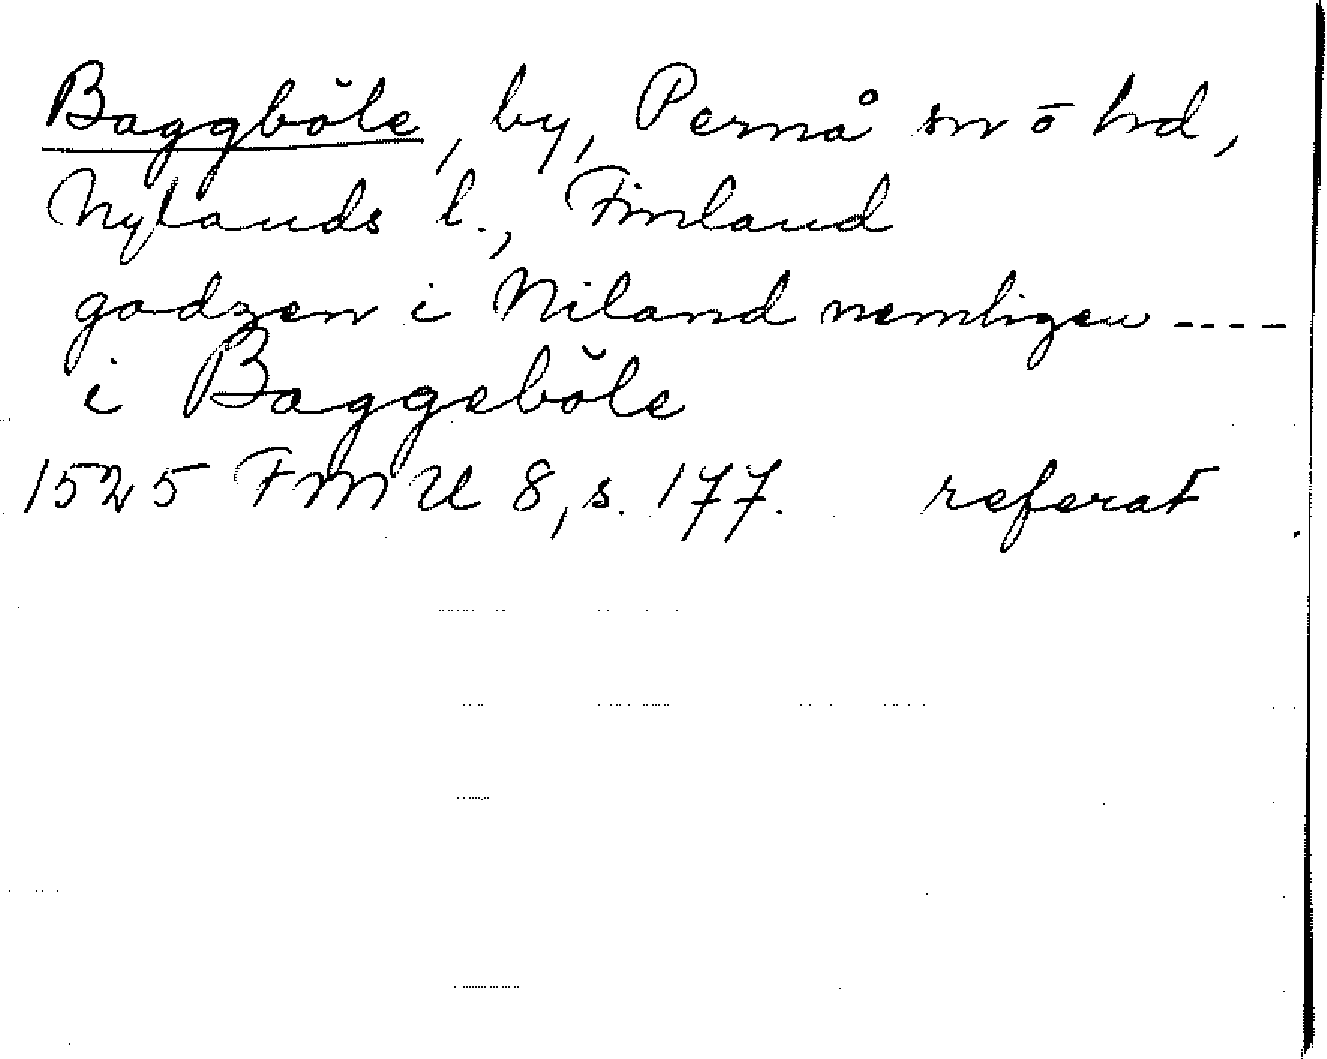 Baggböle, by, Pernå sn o hd,
Nylands l., Finland
godzen i Niland nemligen ----
i Baggeböle
1525 FMU 8, s. 177. referat